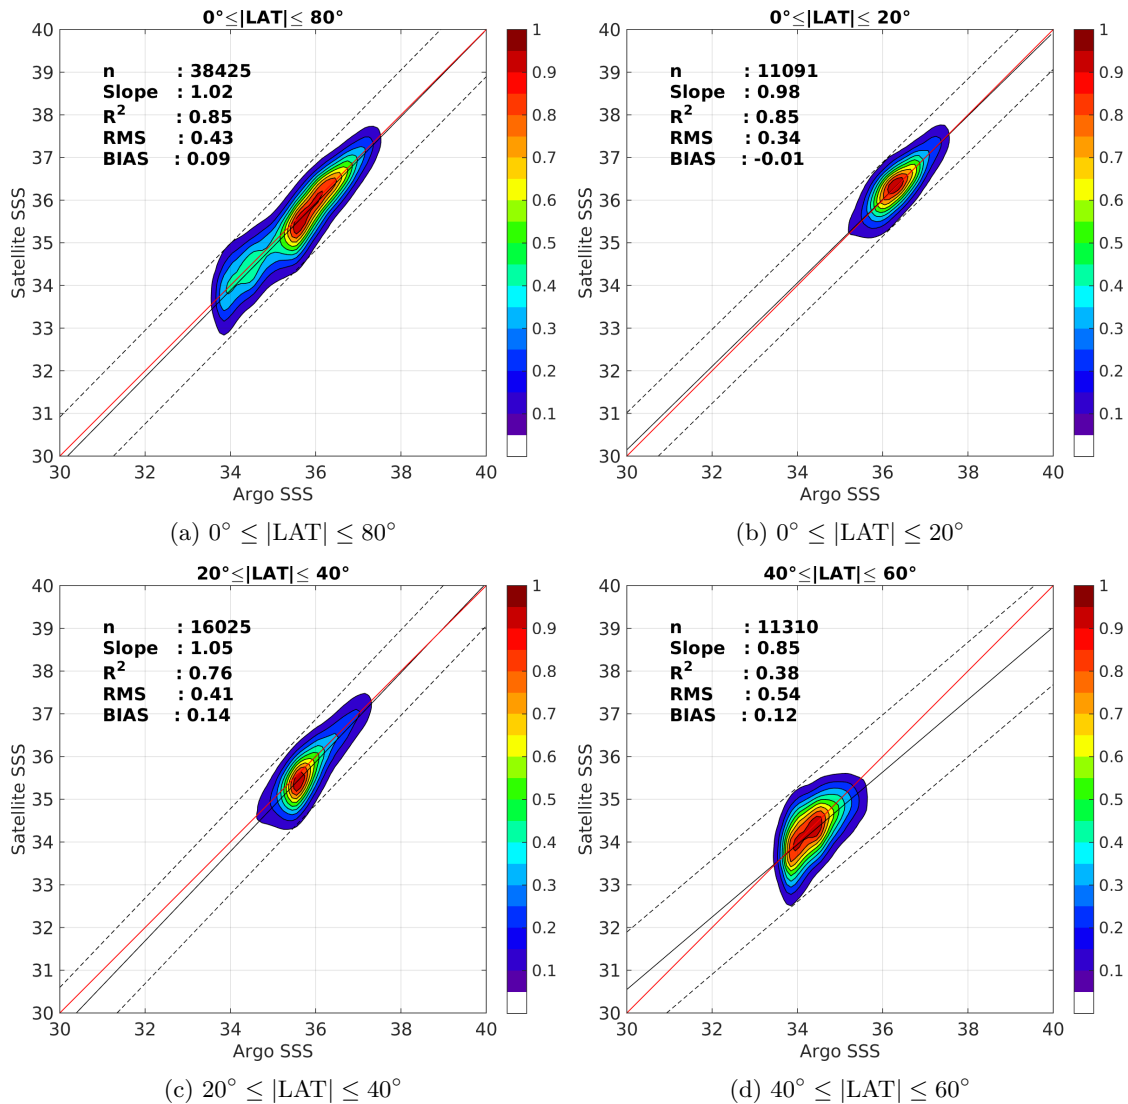 0°≤|LAT|≤ 80°
n : 38425
Slope : 1.02
R² : 0.85
RMS : 0.43
BIAS : 0.09
Satellite SSS
40
39
38
37
36
35
34
33
32
31
30
30 32 34 36 38 40
Argo SSS
1
0.9
0.8
0.7
0.6
0.5
0.4
0.3
0.2
0.1
(a) 0° ≤ |LAT| ≤ 80°
0°≤|LAT|≤ 20°
n : 11091
Slope : 0.98
R² : 0.85
RMS : 0.34
BIAS : -0.01
Satellite SSS
40
39
38
37
36
35
34
33
32
31
30
30 32 34 36 38 40
Argo SSS
1
0.9
0.8
0.7
0.6
0.5
0.4
0.3
0.2
0.1
(b) 0° ≤ |LAT| ≤ 20°
20°≤|LAT|≤ 40°
n : 16025
Slope : 1.05
R² : 0.76
RMS : 0.41
BIAS : 0.14
Satellite SSS
40
39
38
37
36
35
34
33
32
31
30
30 32 34 36 38 40
Argo SSS
1
0.9
0.8
0.7
0.6
0.5
0.4
0.3
0.2
0.1
(c) 20° ≤ |LAT| ≤ 40°
40°≤|LAT|≤ 60°
n : 11310
Slope : 0.85
R² : 0.38
RMS : 0.54
BIAS : 0.12
Satellite SSS
40
39
38
37
36
35
34
33
32
31
30
30 32 34 36 38 40
Argo SSS
1
0.9
0.8
0.7
0.6
0.5
0.4
0.3
0.2
0.1
(d) 40° ≤ |LAT| ≤ 60°